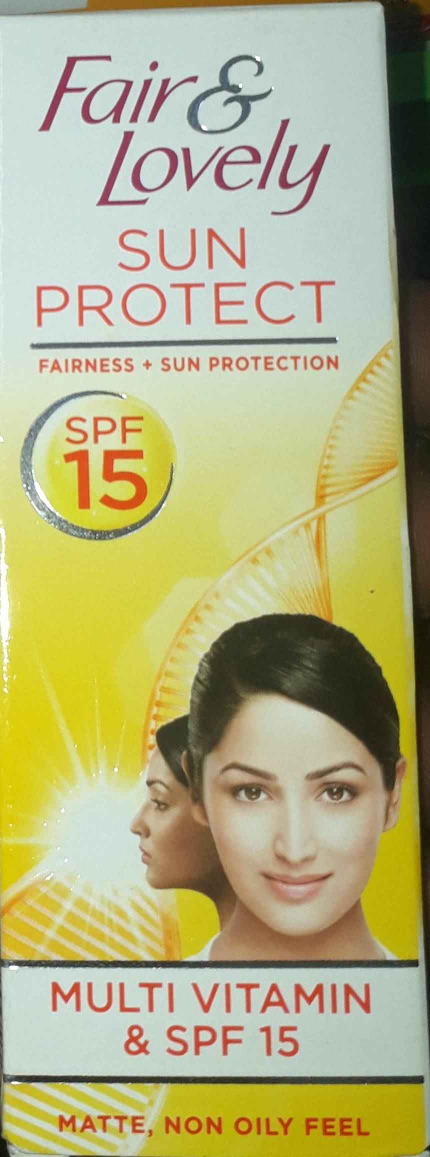 Fair &
Lovely
SUN
PROTECT
FAIRNESS + SUN PROTECTION
SPF
15
MULTI VITAMIN
& SPF 15
MATTE, NON OILY FEEL